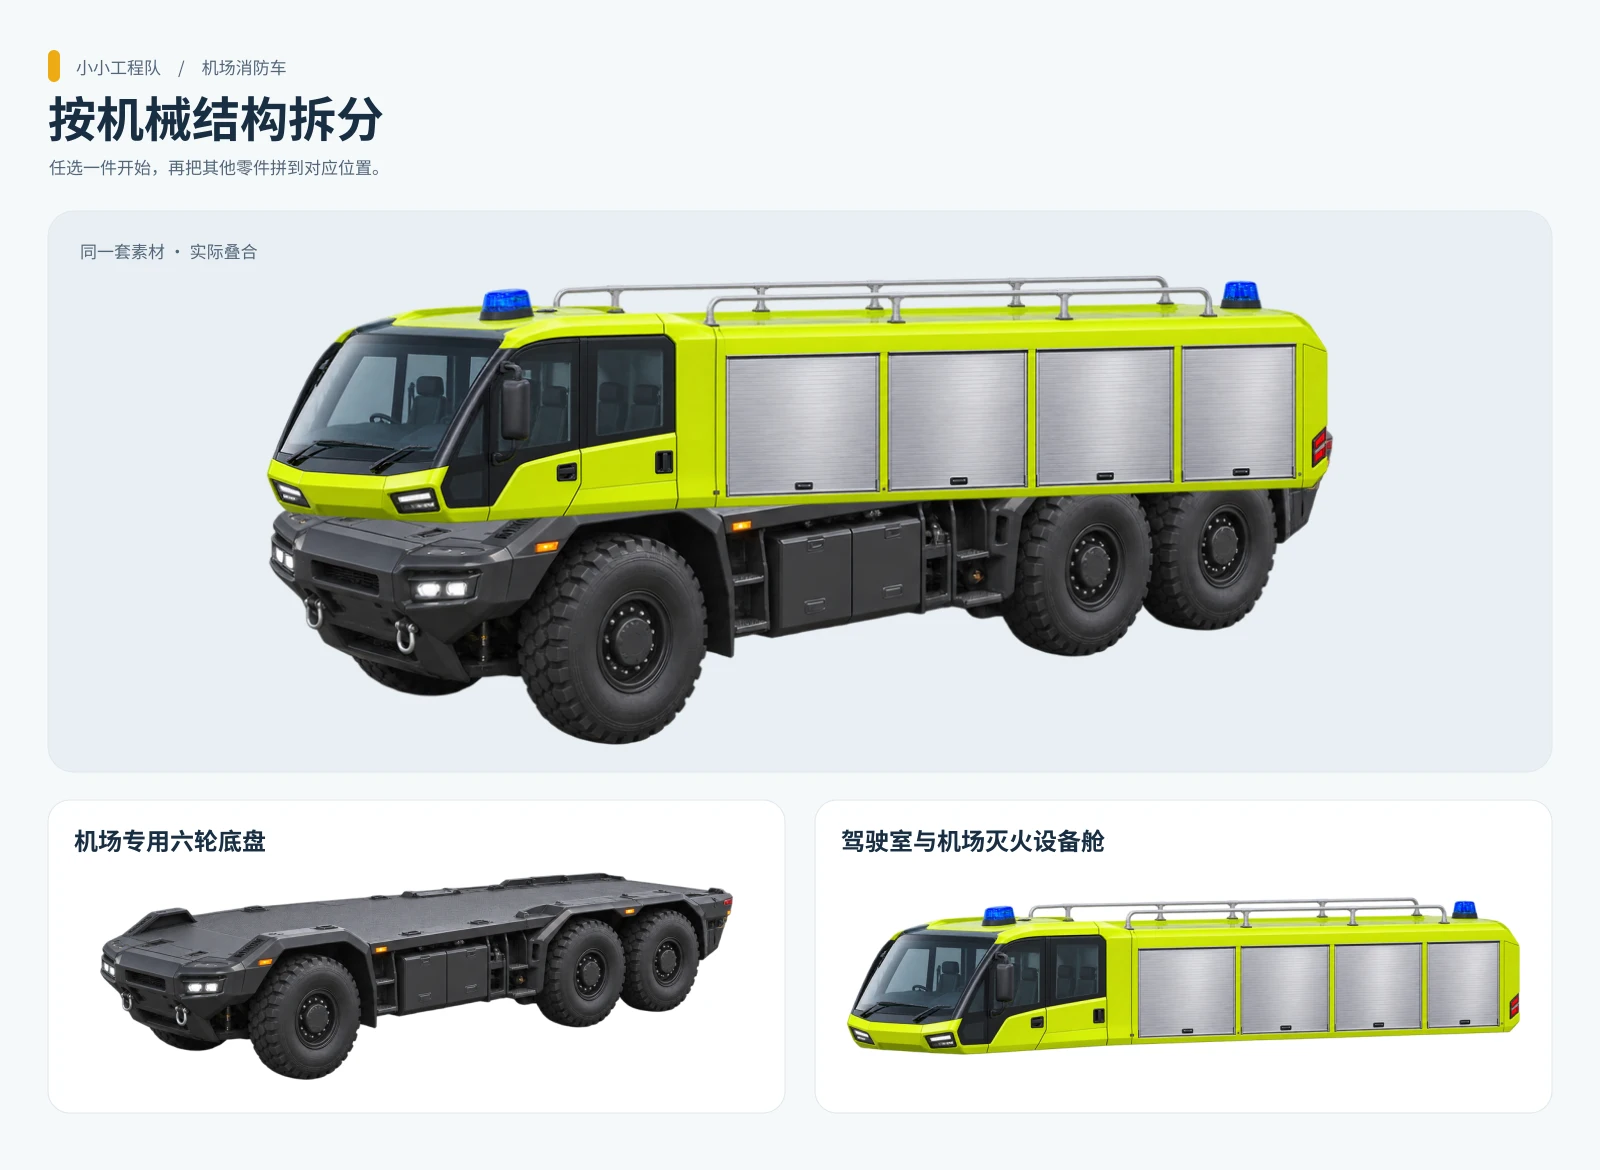 小小工程队 / 机场消防车
按机械结构拆分
任选一件开始，再把其他零件拼到对应位置。
同一套素材 · 实际叠合
机场专用六轮底盘
驾驶室与机场灭火设备舱